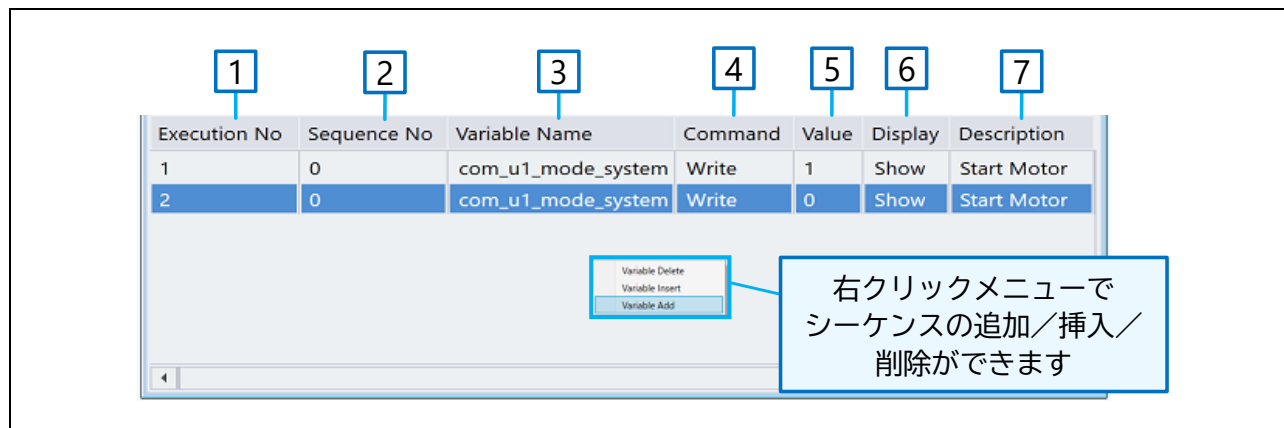 1 2 3 4 5 6 7
Execution No Sequence No Variable Name Command Value Display Description
1 0 com_u1_mode_system Write 1 Show Start Motor
2 0 com_u1_mode_system Write 0 Show Start Motor
Variable Delete
Variable Insert
Variable Add
右クリックメニューで
シーケンスの追加／挿入／
削除ができます